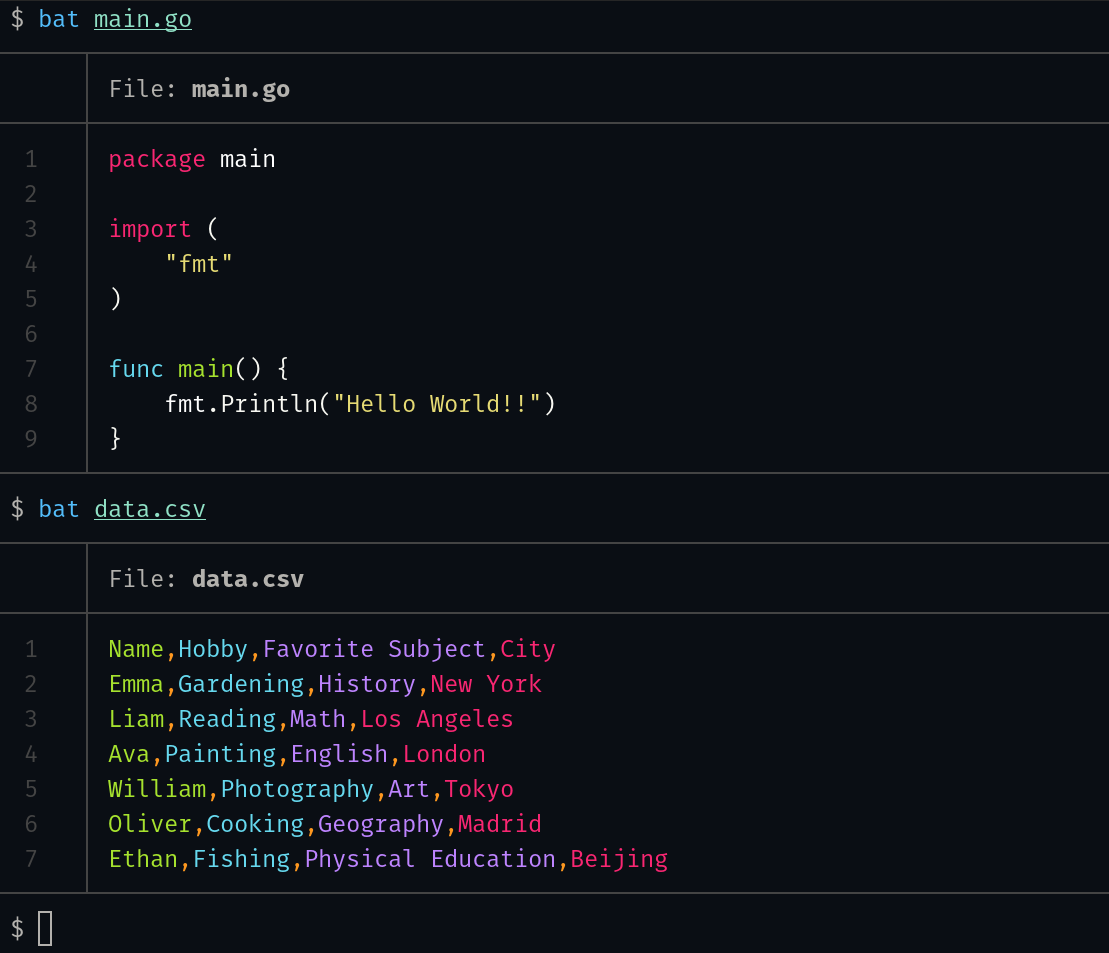 $ bat main.go
File: main.go
1 package main
2
3 import (
4     "fmt"
5 )
6
7 func main() {
8     fmt.Println("Hello World!!")
9 }
$ bat data.csv
File: data.csv
1 Name,Hobby,Favorite Subject,City
2 Emma,Gardening,History,New York
3 Liam,Reading,Math,Los Angeles
4 Ava,Painting,English,London
5 William,Photography,Art,Tokyo
6 Oliver,Cooking,Geography,Madrid
7 Ethan,Fishing,Physical Education,Beijing
$